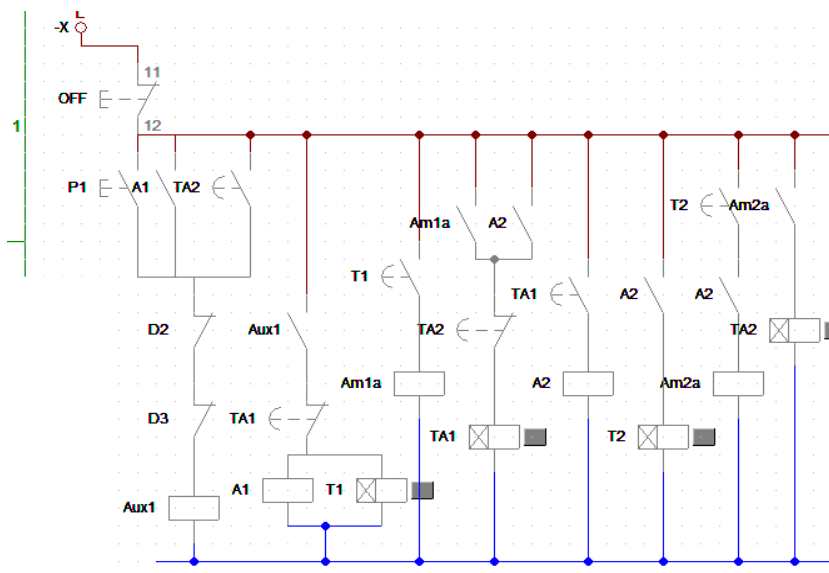 L
-X
11
OFF
1
12
P1 A1 TA2
T2 Am2a
Am1a A2
T1
TA1 A2 A2
D2 Aux1 TA2 TA2
Am1a A2 Am2a
D3 TA1
TA1 T2
A1 T1
Aux1